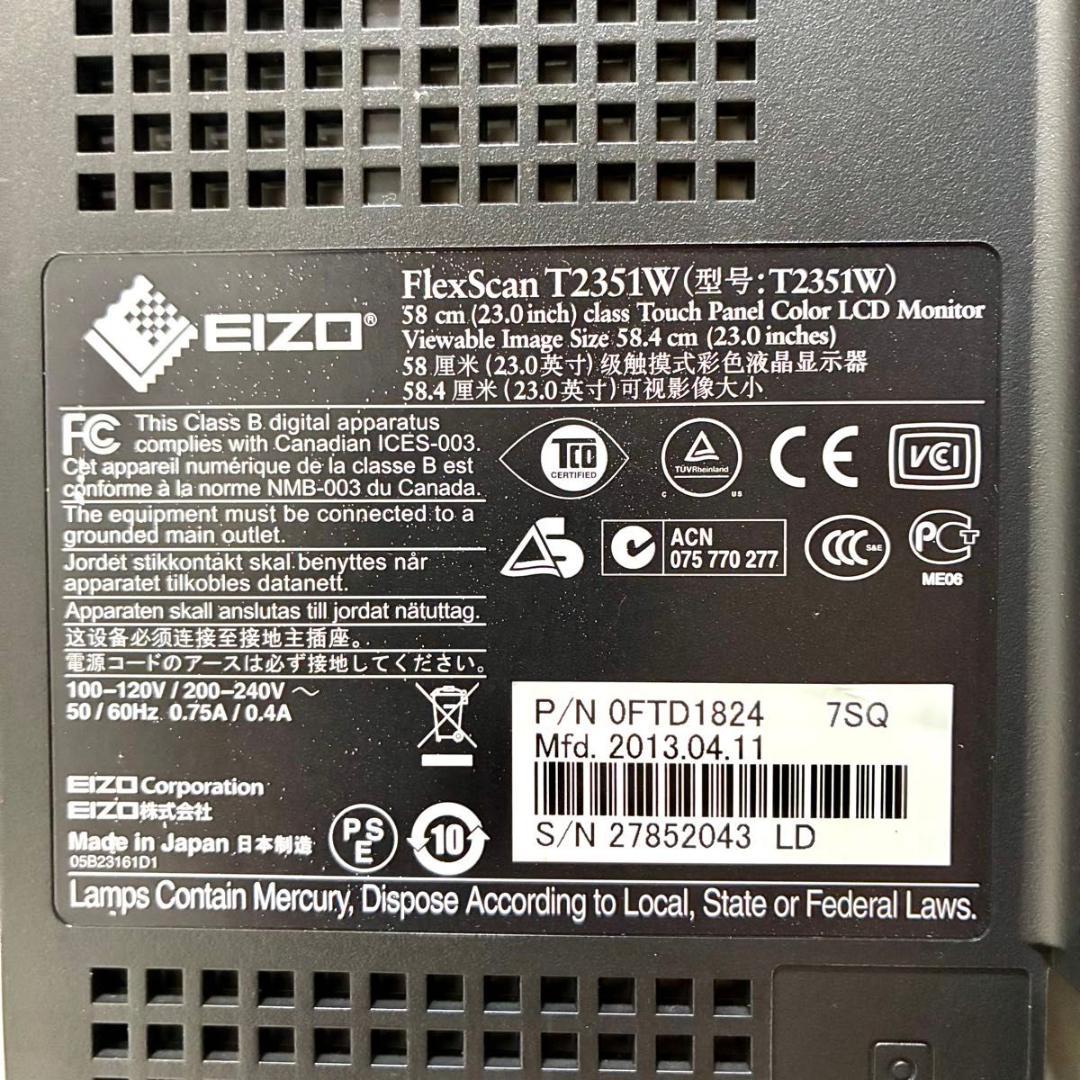 EIZO®
FlexScan T2351W(型号:T2351W)
58 cm (23.0 inch) class Touch Panel Color LCD Monitor
Viewable Image Size 58.4 cm (23.0 inches)
58 厘米 (23.0英寸) 级触摸式彩色液晶显示器
58.4 厘米 (23.0英寸)可视影像大小
FC This Class B digital apparatus
complies with Canadian ICES-003.
Cet appareil numérique de la classe B est
conforme à la norme NMB-003 du Canada.
The equipment must be connected to a
grounded main outlet.
Jordet stikkontakt skal benyttes når
apparatet tilkobles datanett.
Apparaten skall anslutas till jordat nätuttag.
这设备必须连接至接地主插座。
電源コードのアースは必ず接地してください。
100–120V / 200–240V ～
50 / 60Hz 0.75A / 0.4A
TCO
CERTIFIED
TÜVRheinland
C US
CE
VCI
S
ACN
075 770 277
CCC S&E
PCT
ME06
EIZO Corporation
EIZO株式会社
Made in Japan 日本制造
05B23161D1
PSE
10
P/N 0FTD1824 7SQ
Mfd. 2013.04.11
S/N 27852043 LD
Lamps Contain Mercury, Dispose According to Local, State or Federal Laws.